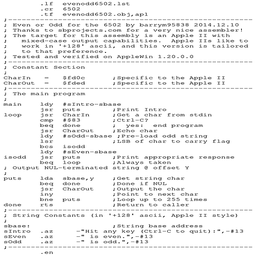 .lf evenodd6502.lst
.cr 6502
.tf evenodd6502.obj,ap1
;------------------------------------------------------
; Even or Odd for the 6502 by barrym95838 2014.12.10
; Thanks to sbprojects.com for a very nice assembler!
; The target for this assembly is an Apple II with
; mixed-case output capabilities. Apple IIs like to
; work in '+128' ascii, and this version is tailored
; to that preference.
; Tested and verified on AppleWin 1.20.0.0
;------------------------------------------------------
; Constant Section
;
CharIn = $fd0c ;Specific to the Apple II
CharOut = $fded ;Specific to the Apple II
;------------------------------------------------------
; The main program
;
main ldy #sIntro-sbase
jsr puts ;Print Intro
loop jsr CharIn ;Get a char from stdin
cmp #$83 ;Ctrl-C?
beq done ; yes: end program
jsr CharOut ;Echo char
ldy #sOdd-sbase ;Pre-load odd string
lsr ;LSB of char to carry flag
bcs isodd
ldy #sEven-sbase
isodd jsr puts ;Print appropriate response
beq loop ;Always taken
; Output NUL-terminated string @ offset Y
;
puts lda sbase,y ;Get string char
beq done ;Done if NUL
jsr CharOut ;Output the char
iny ;Point to next char
bne puts ;Loop up to 255 times
done rts ;Return to caller
;------------------------------------------------------
; String Constants (in '+128' ascii, Apple II style)
;
sbase: ;String base address
sIntro .az -"Hit any key (Ctrl-C to quit):",-#13
sEven .az -" is even.",-#13
sOdd .az -" is odd.",-#13
;------------------------------------------------------
.en